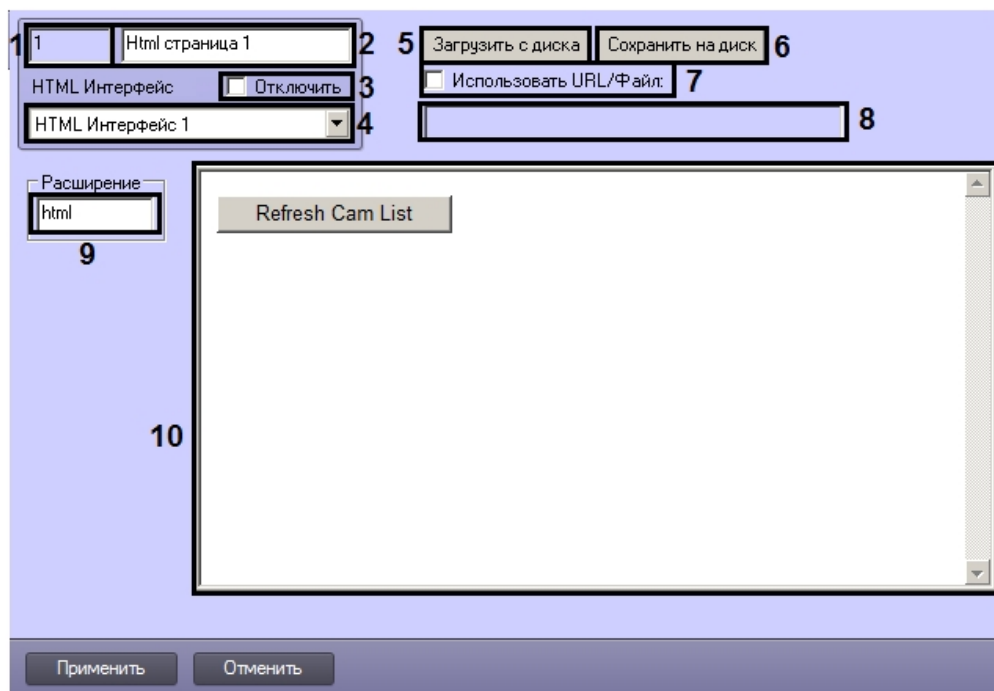 1 1 Html страница 1 2 5 Загрузить с диска Сохранить на диск 6
HTML Интерфейс Отключить 3 Использовать URL/Файл: 7
HTML Интерфейс 1 4 8
Расширение
html
9
Refresh Cam List
10
Применить Отменить